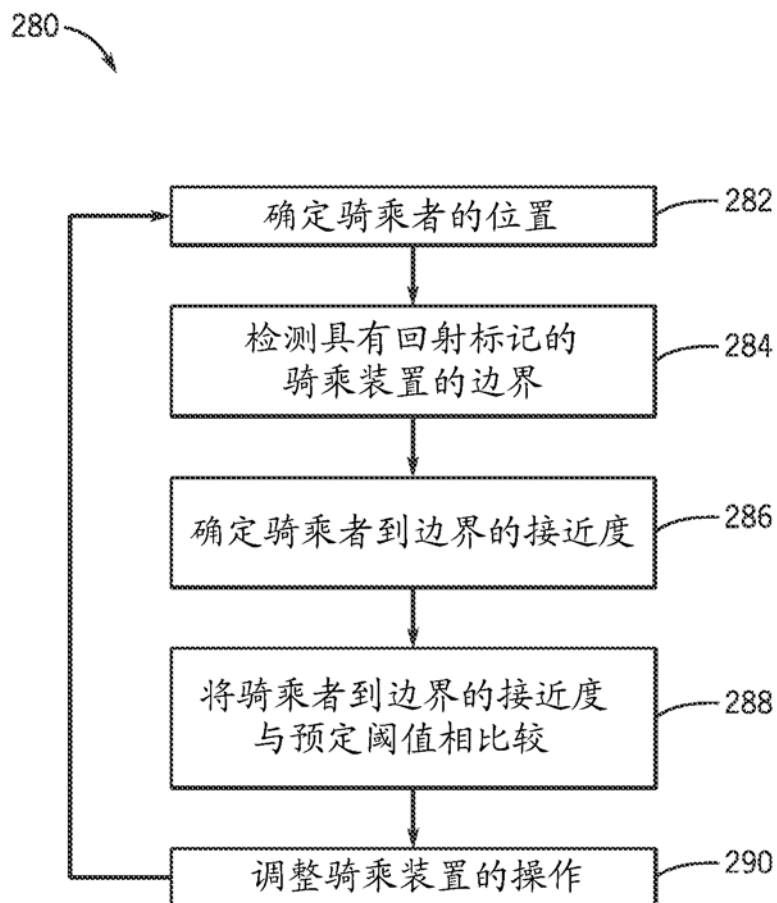 280
确定骑乘者的位置
282
检测具有回射标记的
骑乘装置的边界
284
确定骑乘者到边界的接近度
286
将骑乘者到边界的接近度
与预定阈值相比较
288
调整骑乘装置的操作
290